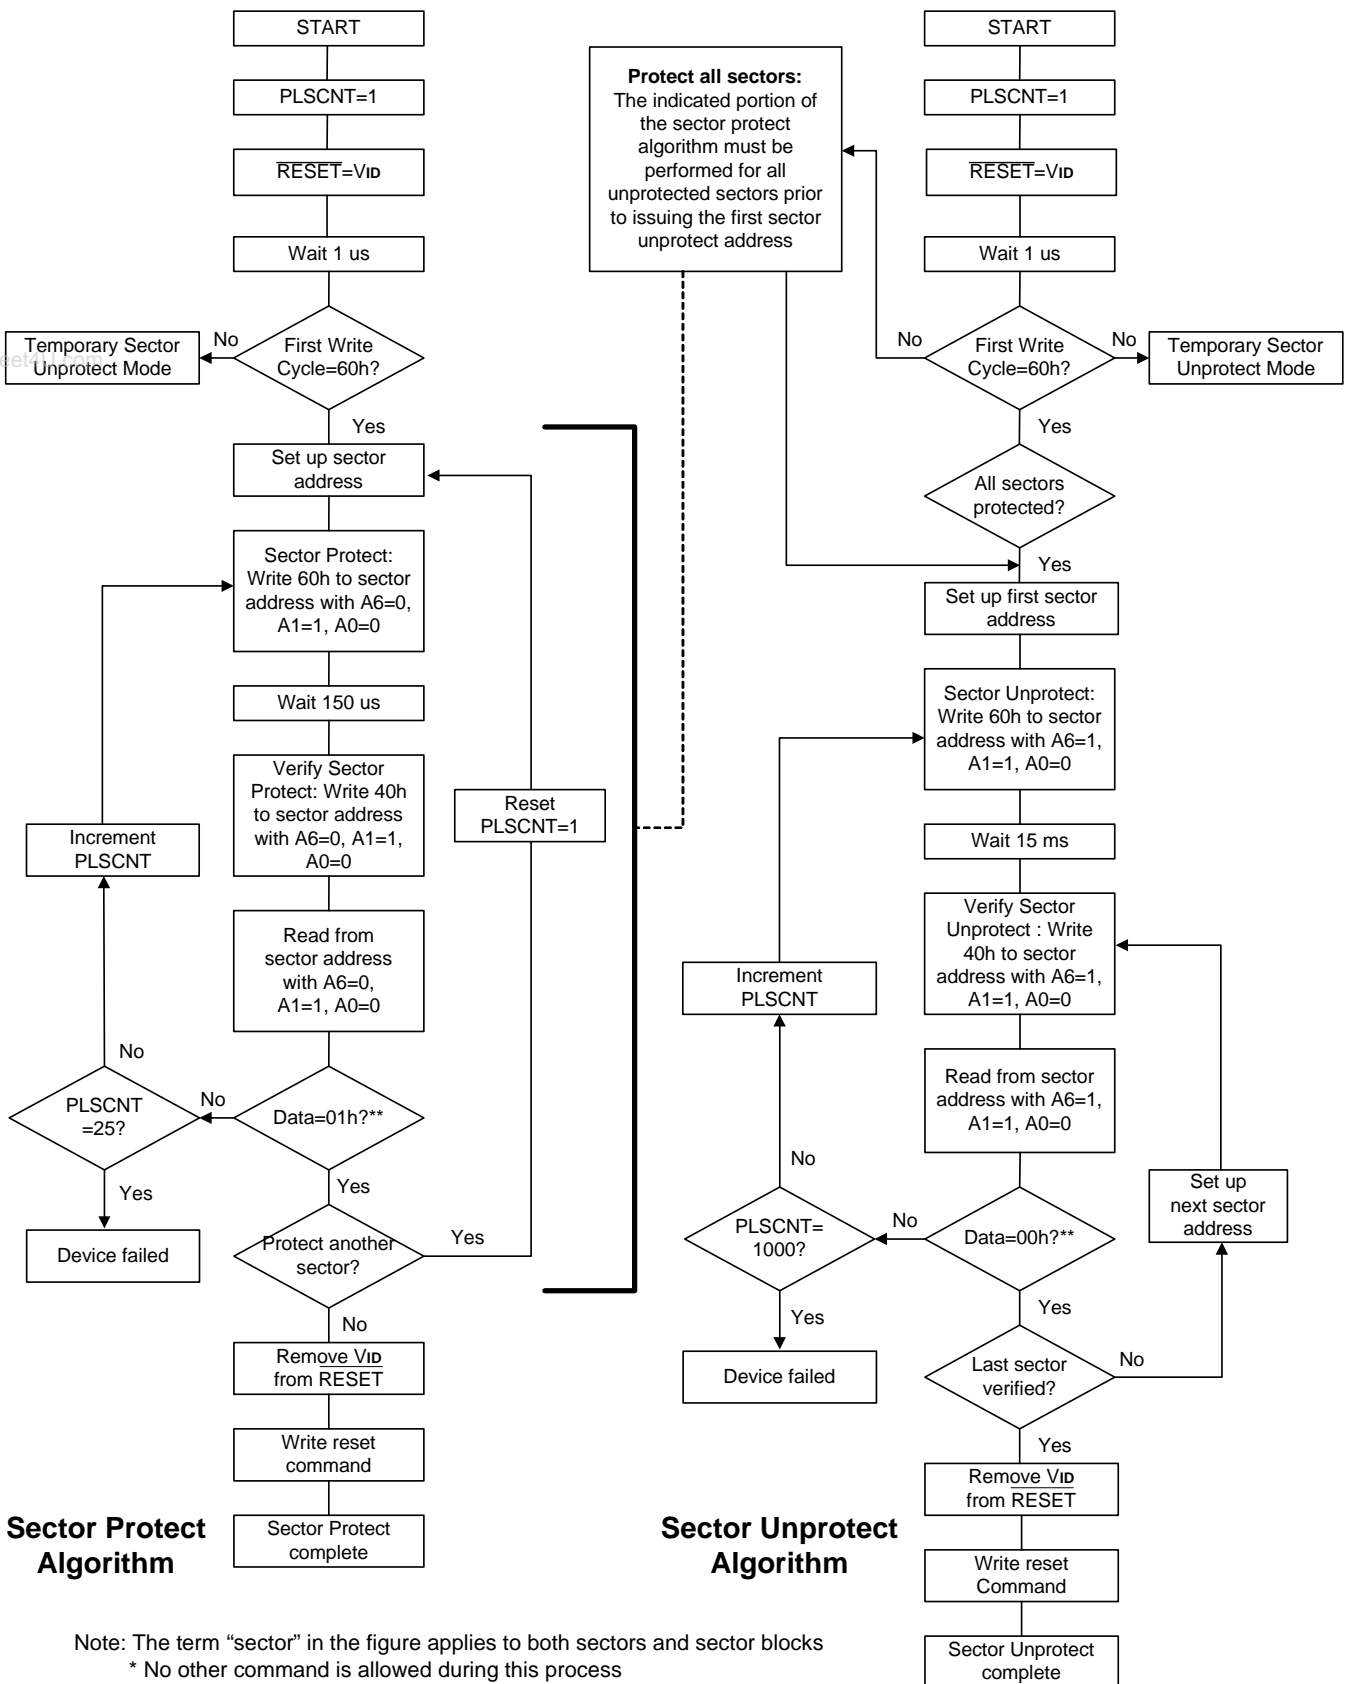 START
PLSCNT=1
RESET=VID
Wait 1 us
First Write
Cycle=60h?
No
Temporary Sector
Unprotect Mode
eet4U.com
Yes
Set up sector
address
Sector Protect:
Write 60h to sector
address with A6=0,
A1=1, A0=0
Wait 150 us
Verify Sector
Protect: Write 40h
to sector address
with A6=0, A1=1,
A0=0
Reset
PLSCNT=1
Increment
PLSCNT
Read from
sector address
with A6=0,
A1=1, A0=0
No
PLSCNT
=25?
No
Data=01h?**
Yes
Yes
Device failed
Protect another
sector?
Yes
No
Remove VID
from RESET
Write reset
command
Sector Protect
complete
Sector Protect
Algorithm
Protect all sectors:
The indicated portion of
the sector protect
algorithm must be
performed for all
unprotected sectors prior
to issuing the first sector
unprotect address
START
PLSCNT=1
RESET=VID
Wait 1 us
No
First Write
Cycle=60h?
No
Temporary Sector
Unprotect Mode
Yes
All sectors
protected?
Yes
Set up first sector
address
Sector Unprotect:
Write 60h to sector
address with A6=1,
A1=1, A0=0
Wait 15 ms
Verify Sector
Unprotect : Write
40h to sector
address with A6=1,
A1=1, A0=0
Increment
PLSCNT
Read from sector
address with A6=1,
A1=1, A0=0
No
Set up
next sector
address
PLSCNT=
1000?
No
Data=00h?**
Yes
Yes
Device failed
Last sector
verified?
No
Yes
Remove VID
from RESET
Write reset
Command
Sector Unprotect
complete
Sector Unprotect
Algorithm
Note: The term “sector” in the figure applies to both sectors and sector blocks
* No other command is allowed during this process